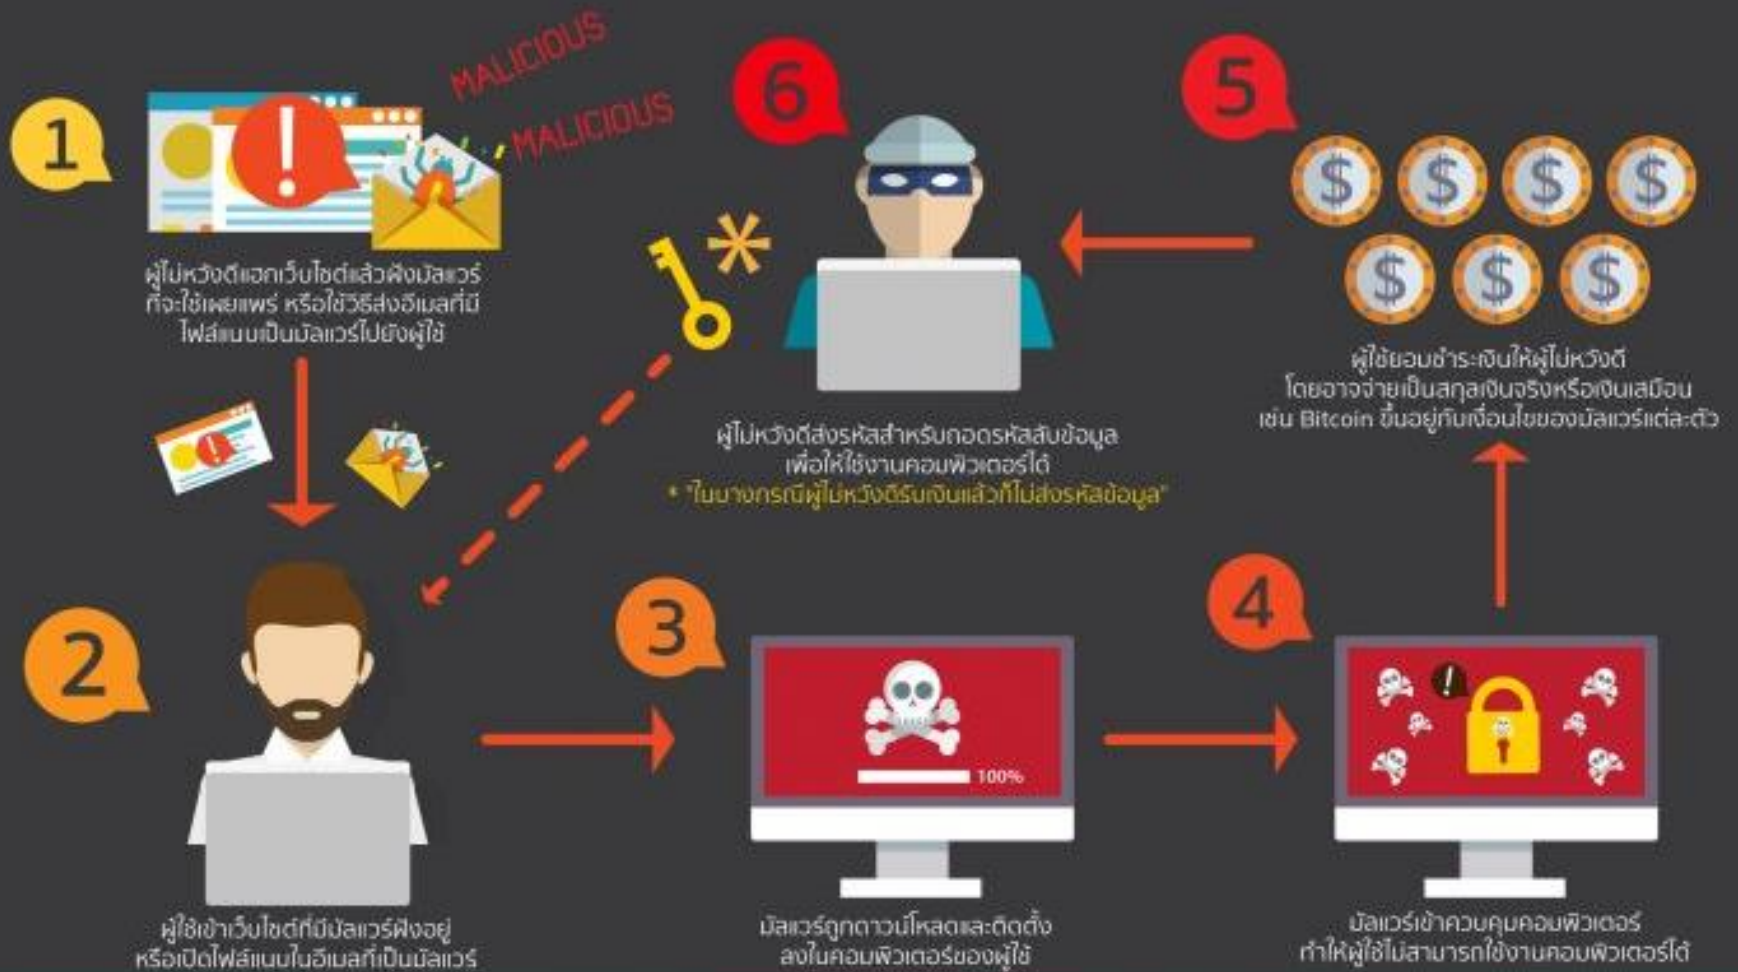 1
MALICIOUS
MALICIOUS
ผู้ไม่หวังดีแฮกเว็บไซต์แล้วฝังมัลแวร์
ที่จะใช้เผยแพร่ หรือใช้วิธีส่งอีเมลที่มี
ไฟล์แนบเป็นมัลแวร์ไปยังผู้ใช้
2
ผู้ใช้เข้าเว็บไซต์ที่มีมัลแวร์ฝังอยู่
หรือเปิดไฟล์แนบในอีเมลที่เป็นมัลแวร์
3
100%
มัลแวร์ถูกดาวน์โหลดและติดตั้ง
ลงในคอมพิวเตอร์ของผู้ใช้
4
!
มัลแวร์เข้าควบคุมคอมพิวเตอร์
ทำให้ผู้ใช้ไม่สามารถใช้งานคอมพิวเตอร์ได้
5
$ $ $ $
$ $ $
ผู้ใช้ยอมชำระเงินให้ผู้ไม่หวังดี
โดยอาจจ่ายเป็นสกุลเงินจริงหรือเงินเสมือน
เช่น Bitcoin ขึ้นอยู่กับเงื่อนไขของมัลแวร์แต่ละตัว
6
*
ผู้ไม่หวังดีส่งรหัสสำหรับถอดรหัสลับข้อมูล
เพื่อให้ใช้งานคอมพิวเตอร์ได้
* "ในบางกรณีผู้ไม่หวังดีรับเงินแล้วก็ไม่ส่งรหัสข้อมูล"